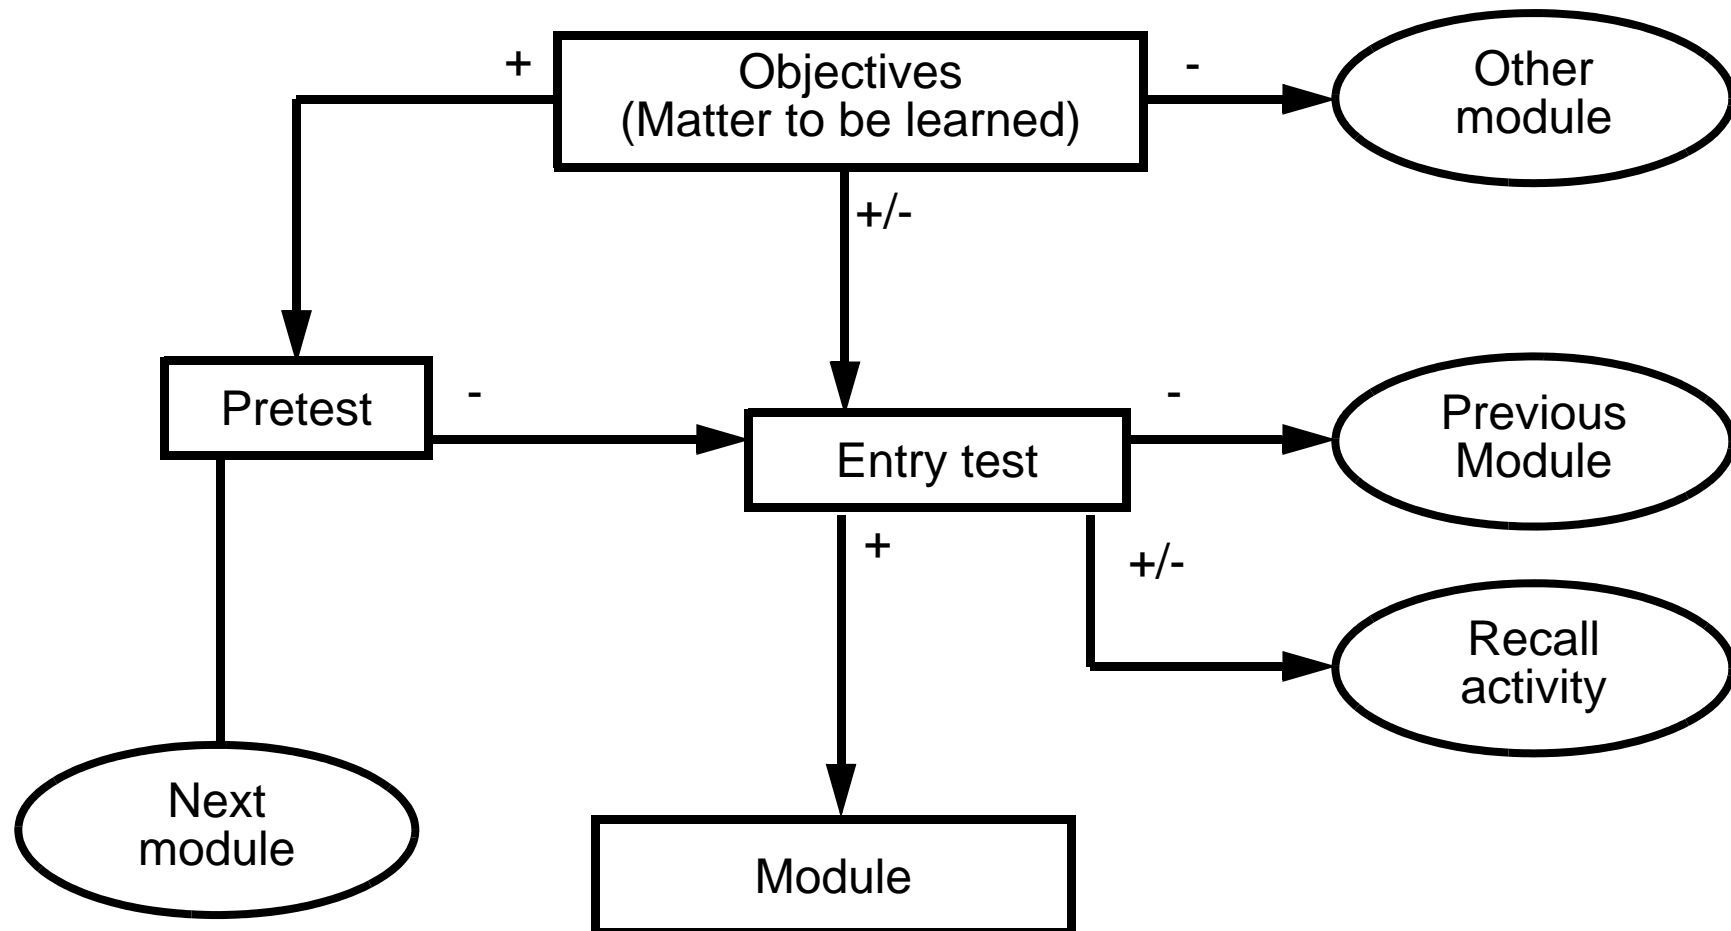 +
Objectives
(Matter to be learned)
-
Other
module
+/-
Pretest
-
Entry test
-
Previous
Module
+
+/-
Recall
activity
Next
module
Module